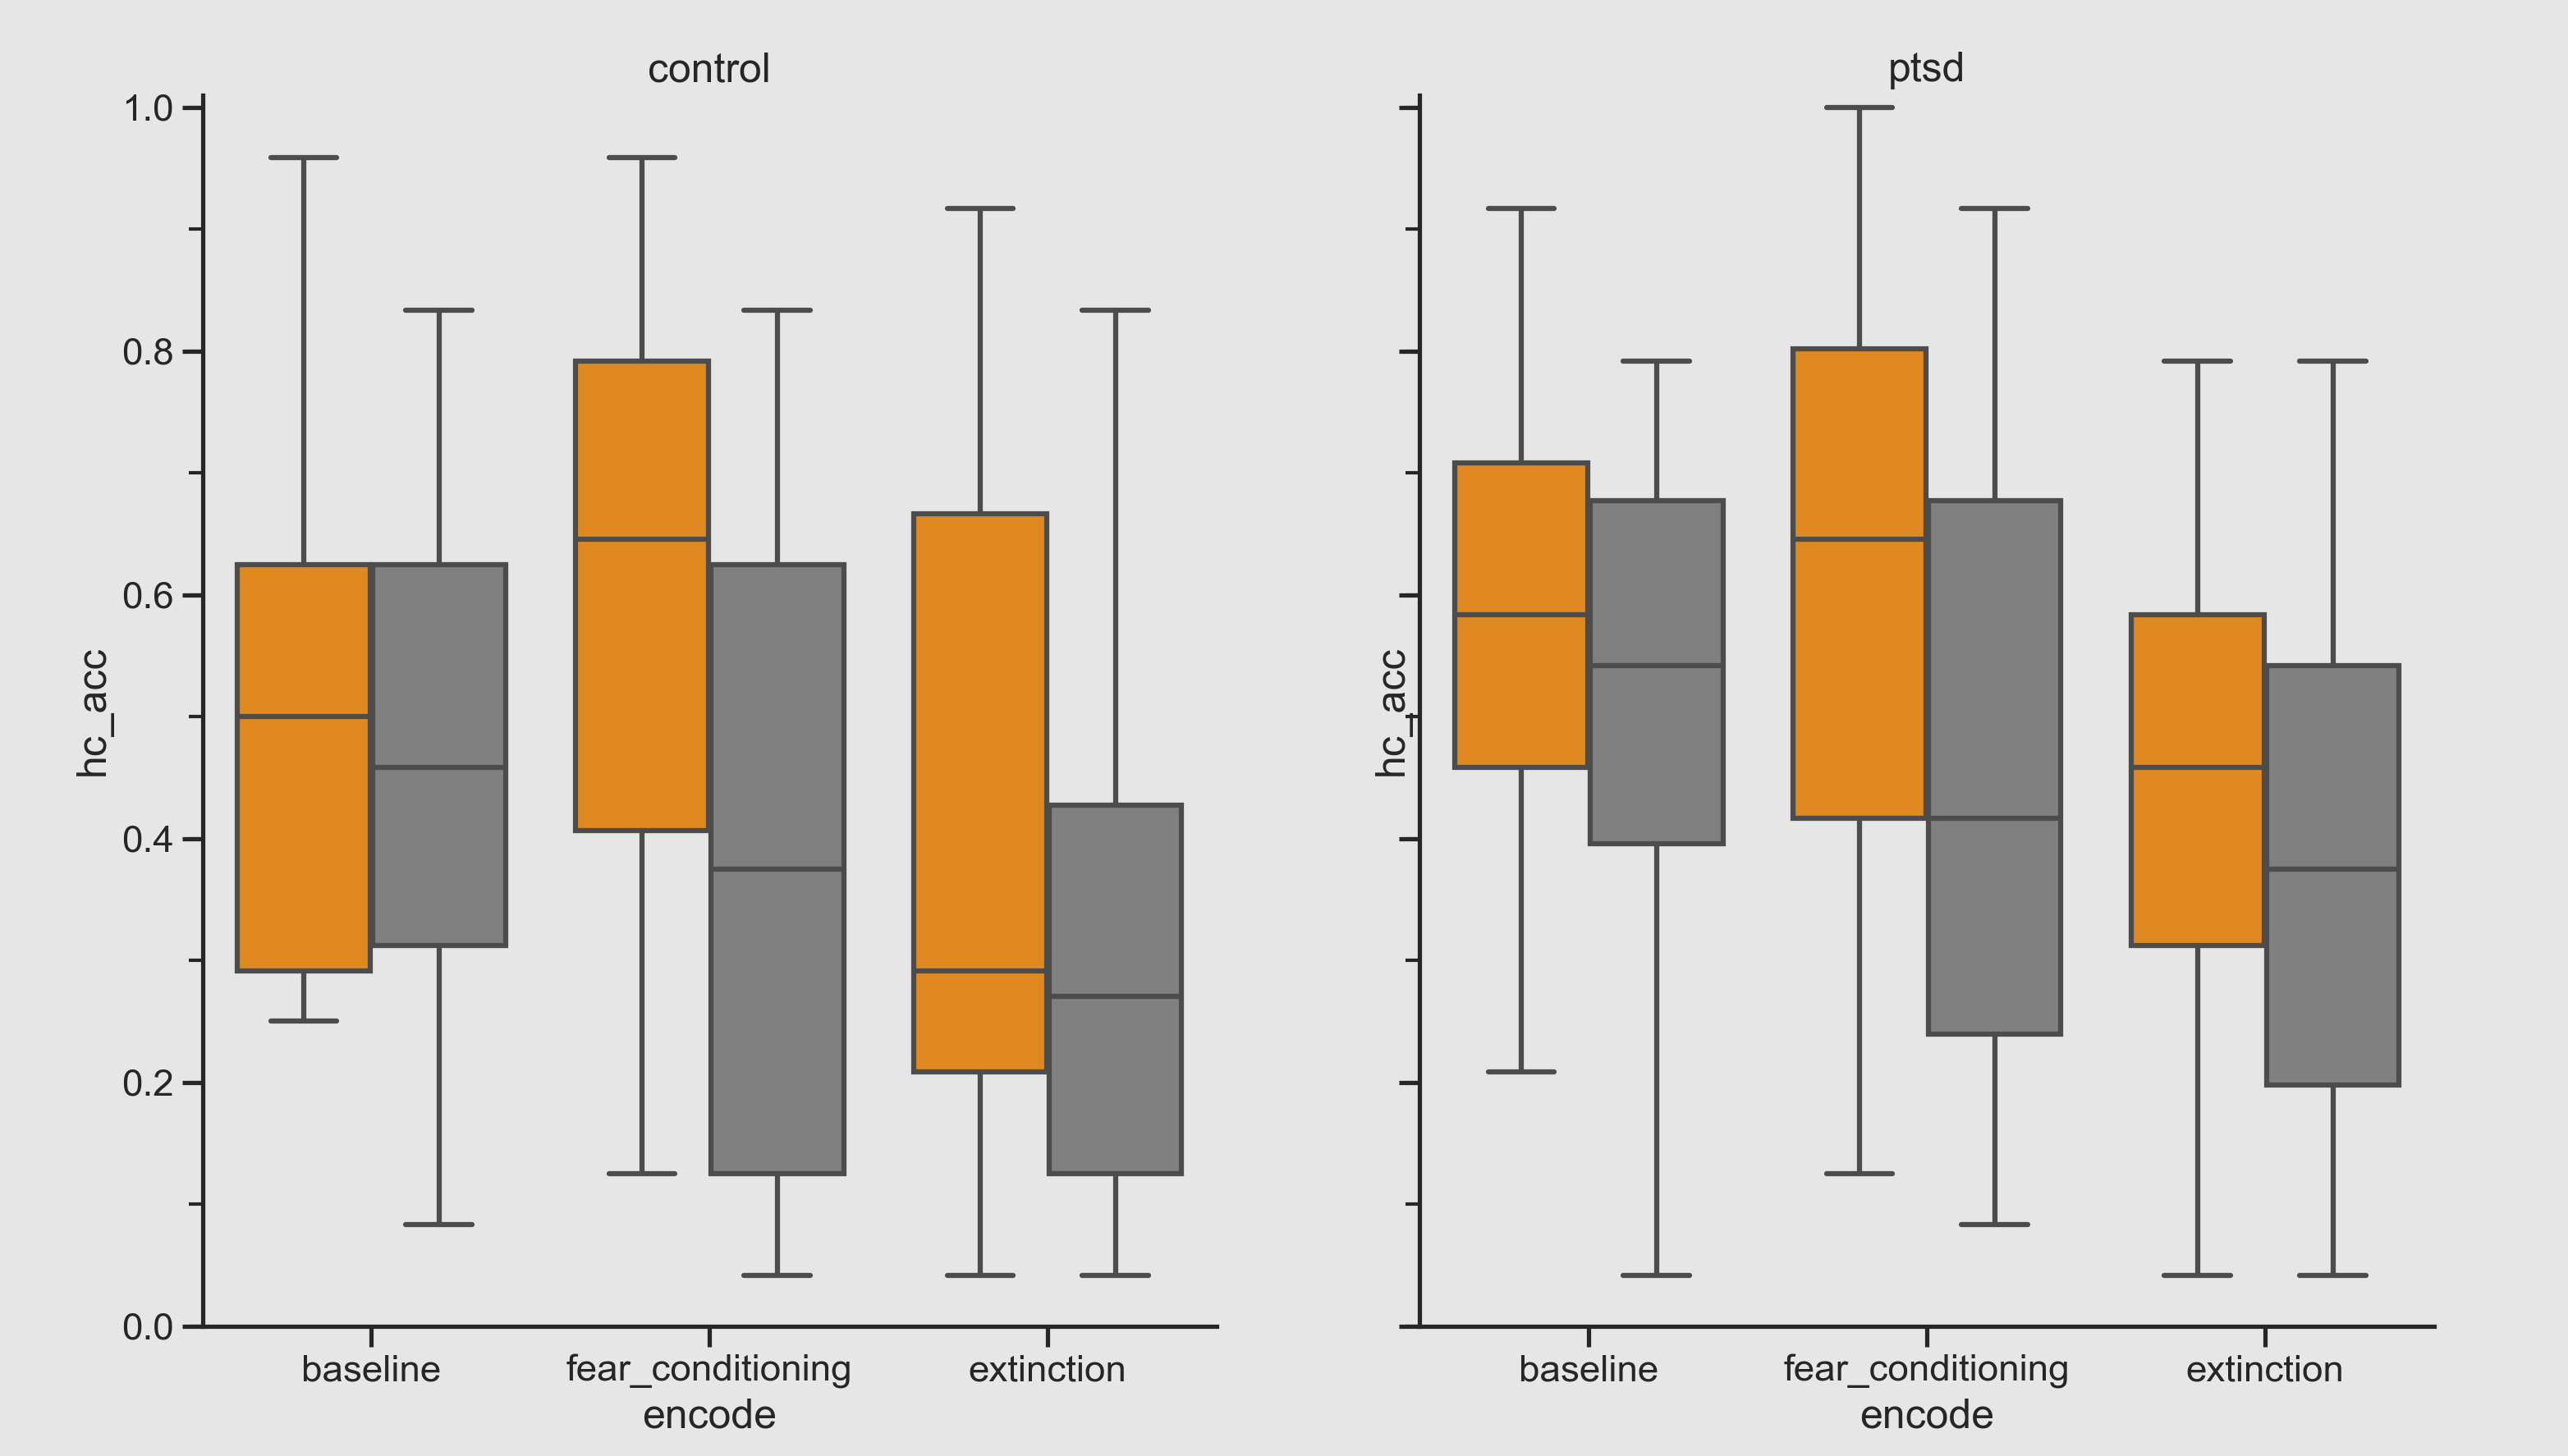 control
1.0
0.8
0.6
0.4
0.2
0.0
hc_acc
baseline
fear_conditioning
extinction
encode
ptsd
hc_acc
baseline
fear_conditioning
extinction
encode